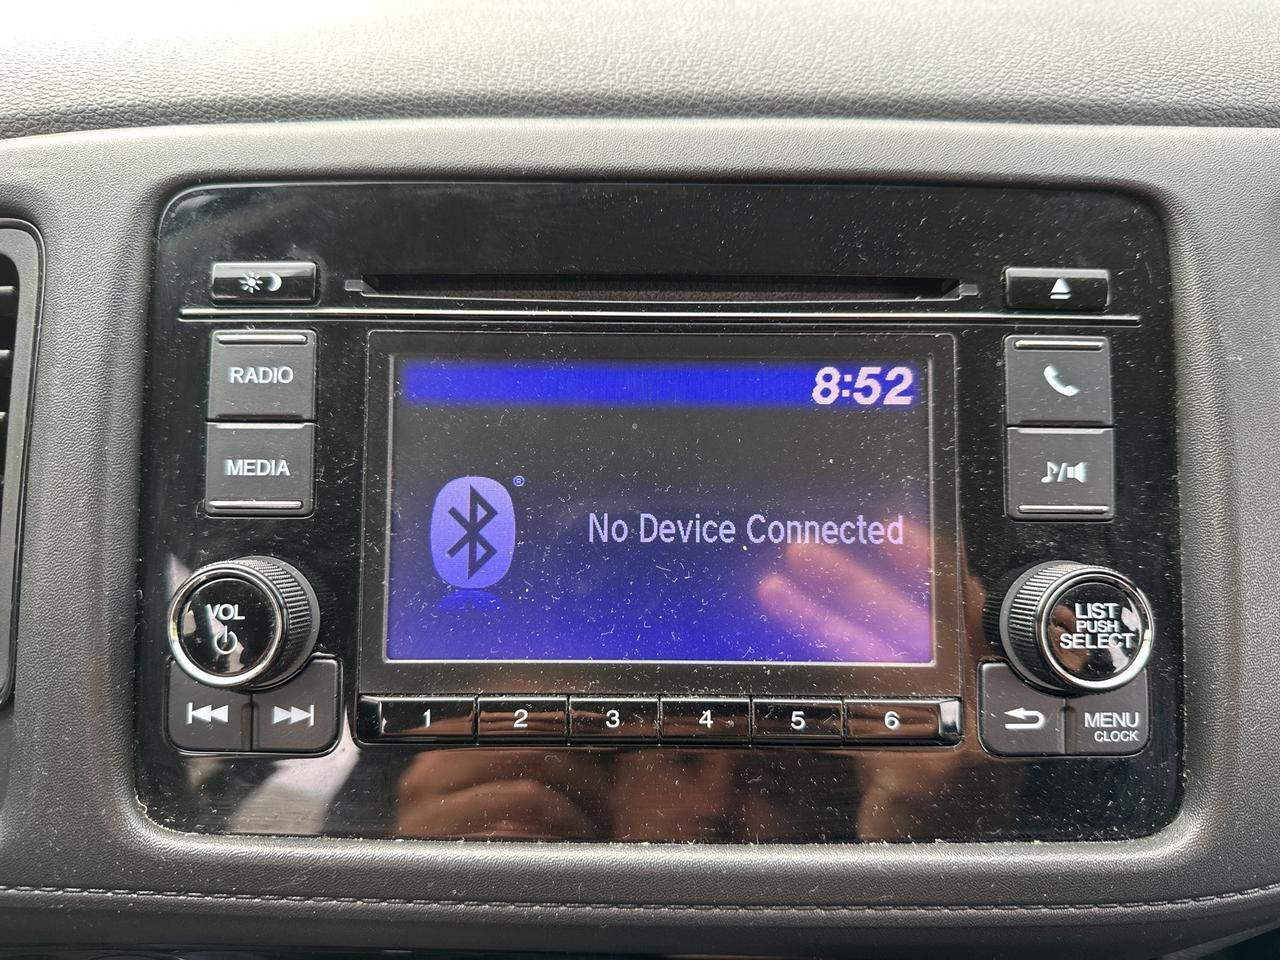 RADIO
8:52
MEDIA
®
No Device Connected
VOL
LIST
PUSH
SELECT
1 2 3 4 5 6
MENU
CLOCK